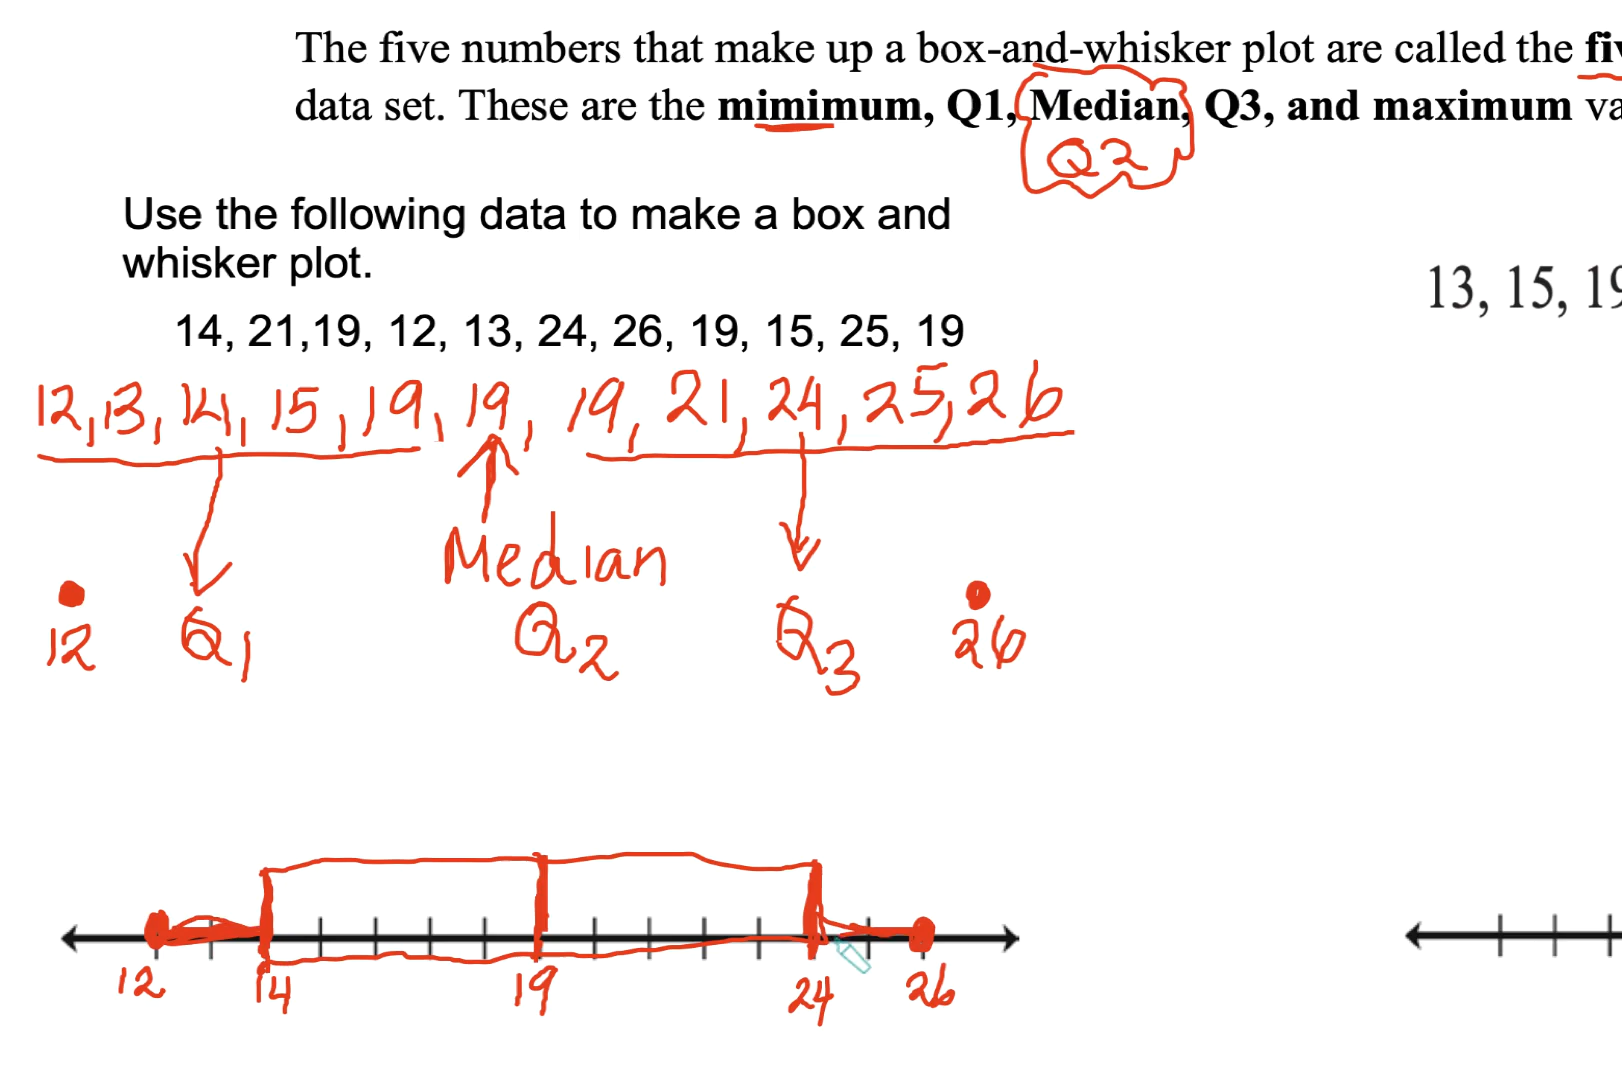 The five numbers that make up a box-and-whisker plot are called the
data set. These are the mimimum, Q1, Median, Q3, and maximum
Q2
Use the following data to make a box and
whisker plot.
13, 15, 19
14, 21,19, 12, 13, 24, 26, 19, 15, 25, 19
12, 13, 14, 15, 19, 19, 19, 21, 24, 25, 26
Median
12 Q1 Q2 Q3 26
12 14 19 24 26